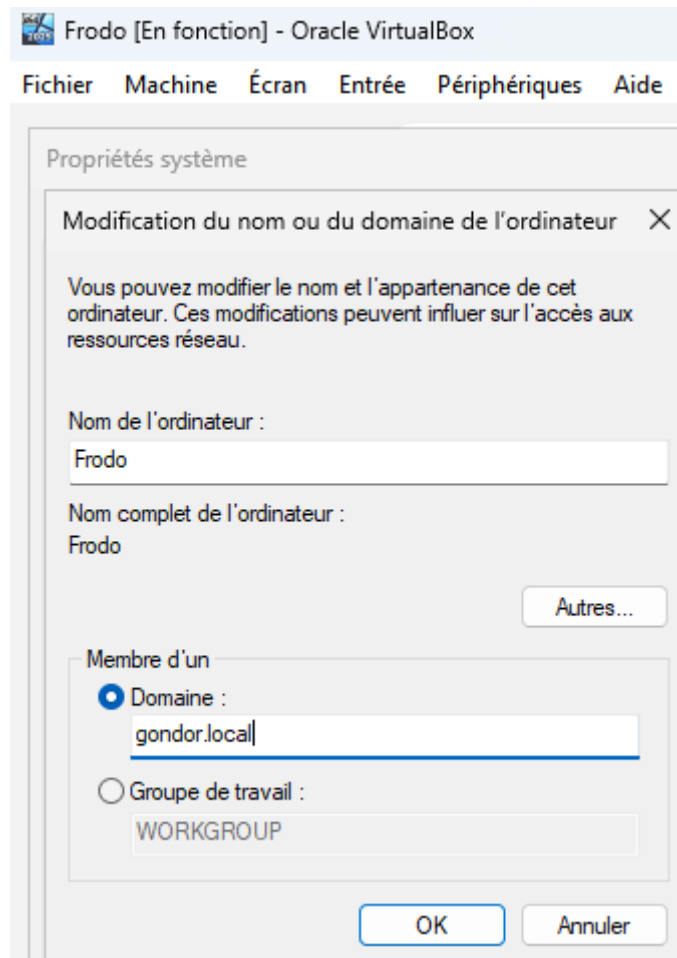 Frodo [En fonction] - Oracle VirtualBox
Fichier Machine Écran Entrée Périphériques Aide
Propriétés système
Modification du nom ou du domaine de l'ordinateur
Vous pouvez modifier le nom et l'appartenance de cet
ordinateur. Ces modifications peuvent influer sur l'accès aux
ressources réseau.
Nom de l'ordinateur :
Frodo
Nom complet de l'ordinateur :
Frodo
Autres...
Membre d'un
Domaine :
gondor.local
Groupe de travail :
WORKGROUP
OK Annuler